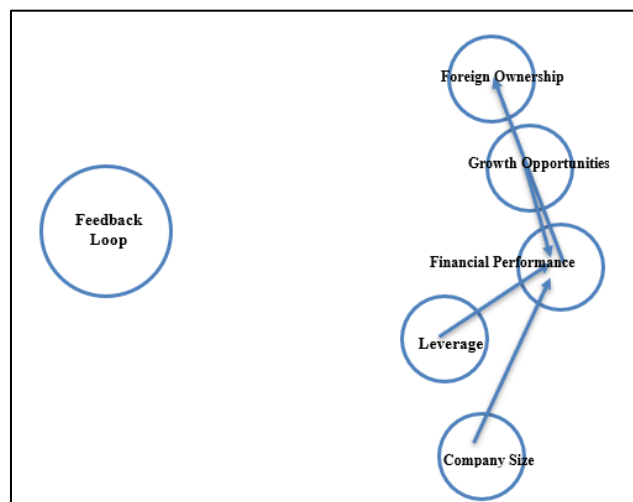 Foreign Ownership
Growth Opportunities
Feedback
Loop
Financial Performance
Leverage
Company Size